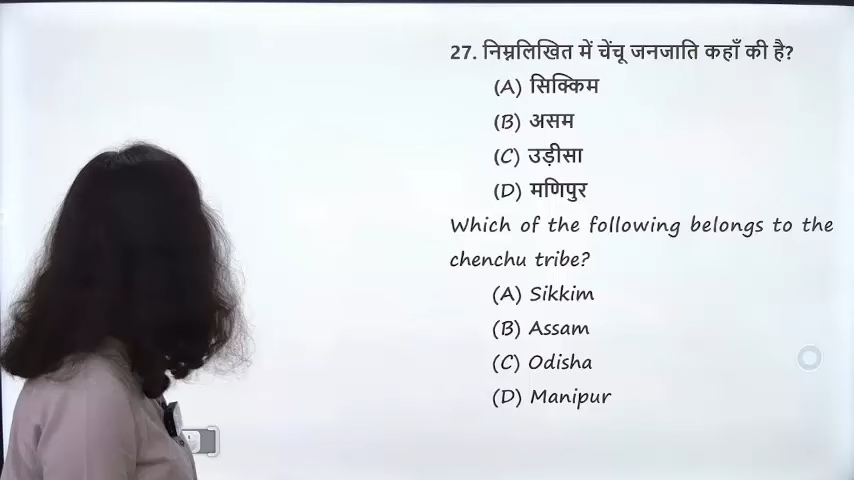 27. निम्नलिखित में चेंचू जनजाति कहाँ की है?
(A) सिक्किम
(B) असम
(C) उड़ीसा
(D) मणिपुर
Which of the following belongs to the
chenchu tribe?
(A) Sikkim
(B) Assam
(C) Odisha
(D) Manipur